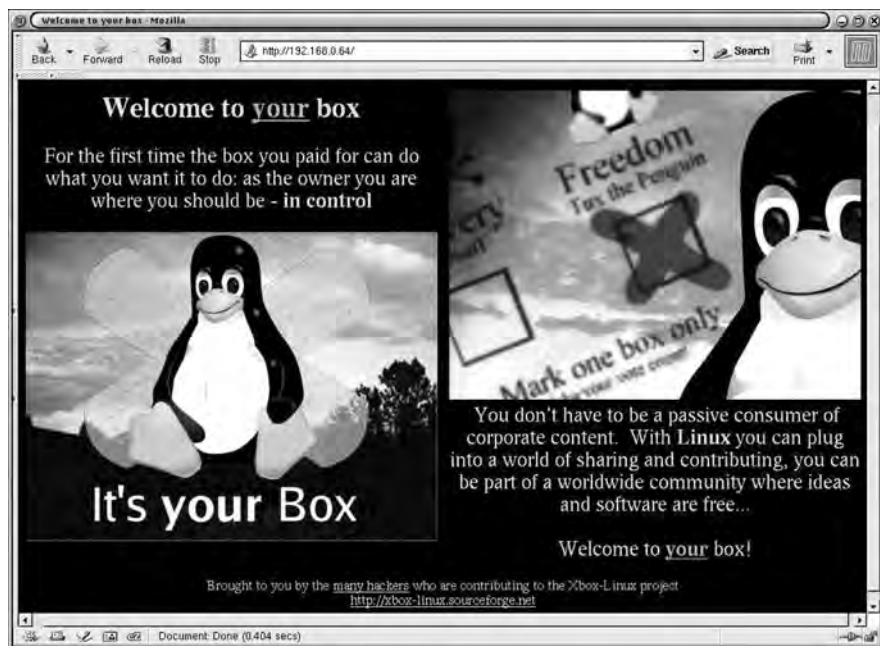 Welcome to your box - Mozilla
Back
Forward
Reload
Stop
http://192.168.0.64/
Search
Print
Welcome to your box
For the first time the box you paid for can do
what you want it to do: as the owner you are
where you should be - in control
It's your Box
Freedom
Tux the Penguin
Mark one box only
You don't have to be a passive consumer of
corporate content. With Linux you can plug
into a world of sharing and contributing, you can
be part of a worldwide community where ideas
and software are free...
Welcome to your box!
Brought to you by the many hackers who are contributing to the Xbox-Linux project
http://xbox-linux.sourceforge.net
Document: Done (0.404 secs)